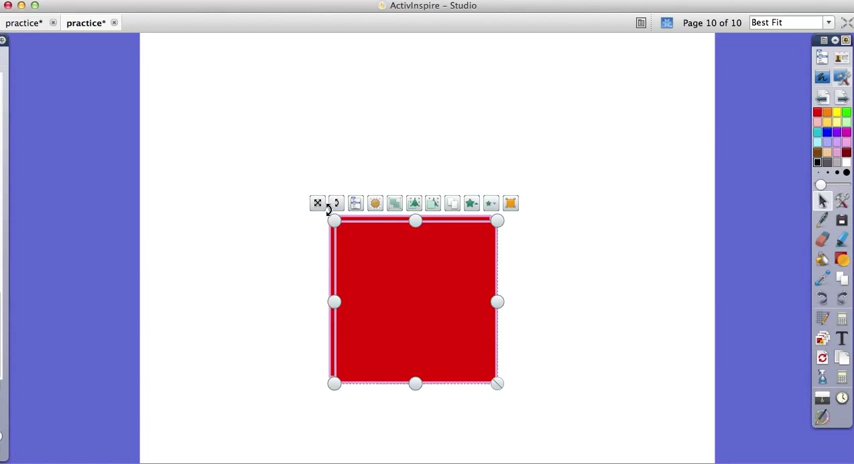 ActivInspire – Studio
practice*
practice*
Page 10 of 10
Best Fit
T